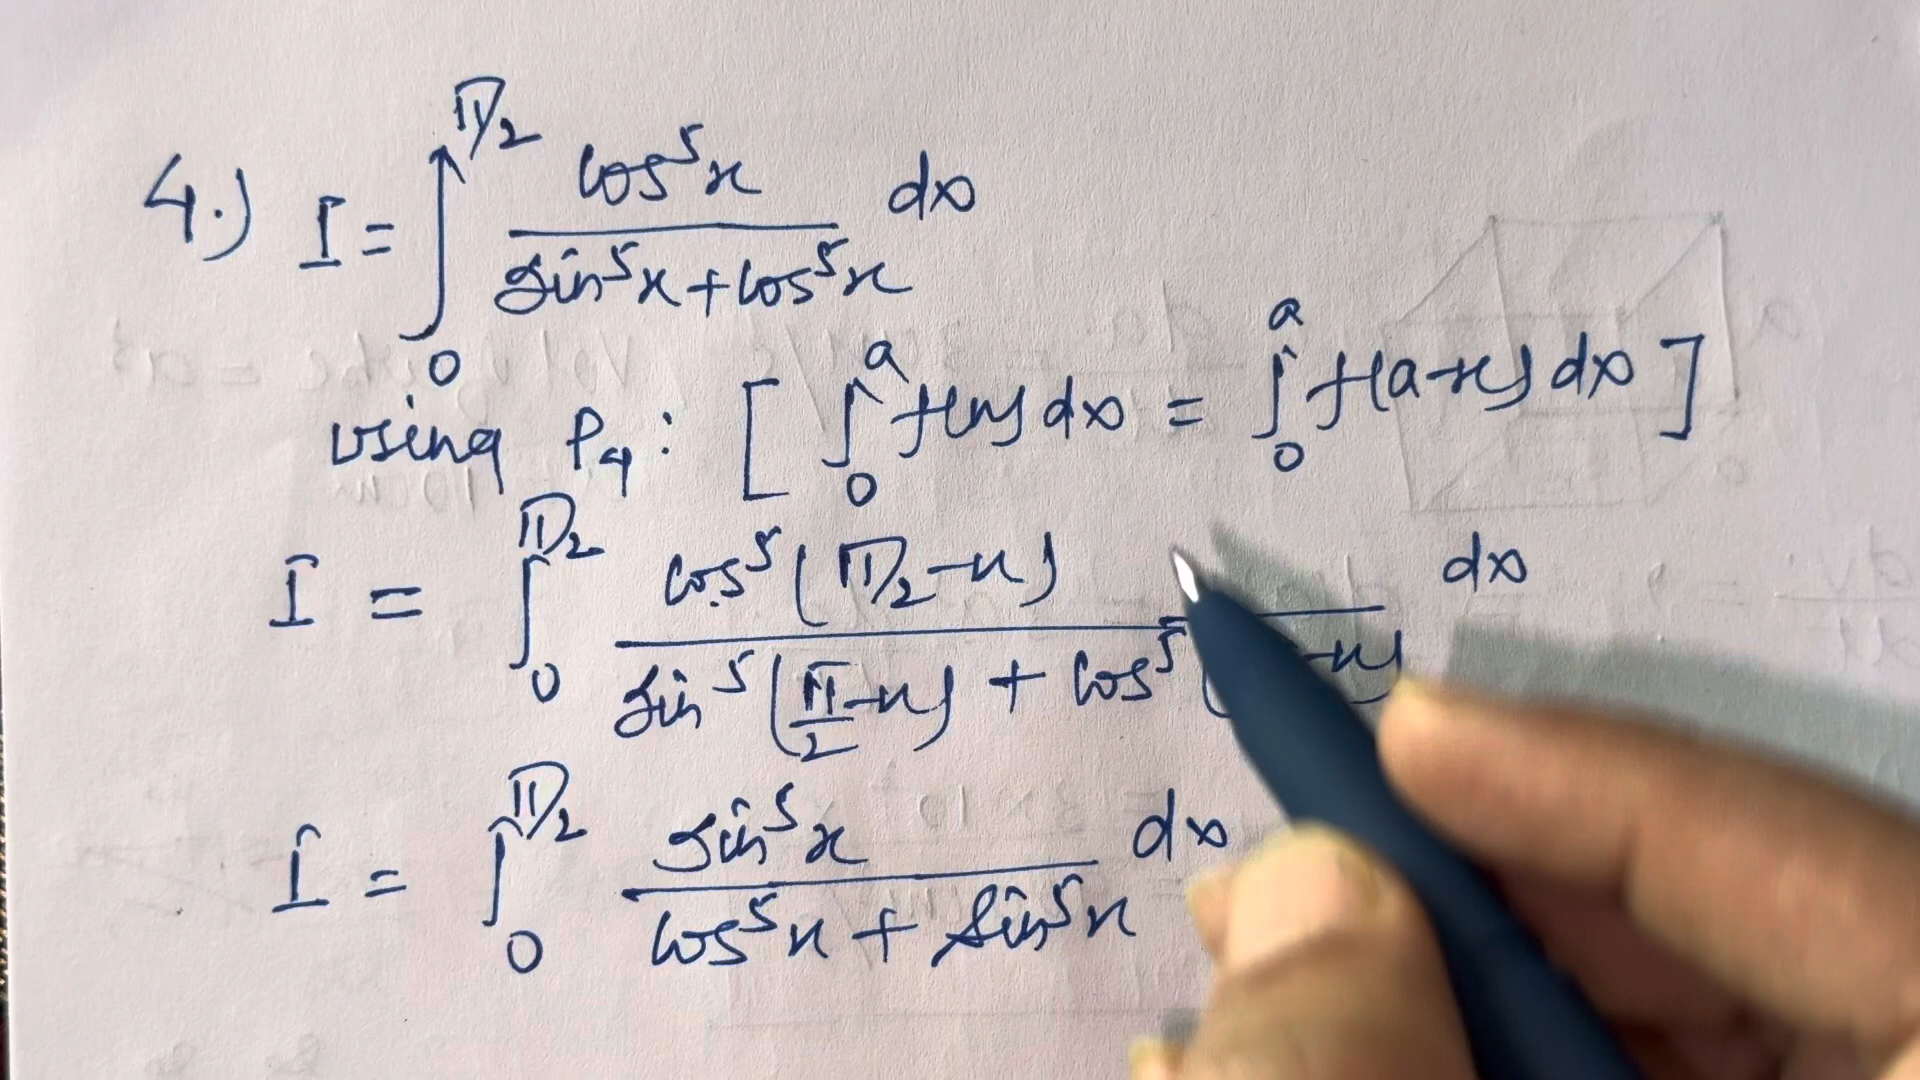 4.) I = ∫₀^{π/2} cos⁵x / (sin⁵x + cos⁵x) dx
using P₄ : [ ∫₀^a f(x) dx = ∫₀^a f(a-x) dx ]
I = ∫₀^{π/2} cos⁵(π/2 - x) / (sin⁵(π/2 - x) + cos⁵( -x)) dx
I = ∫₀^{π/2} sin⁵x / (cos⁵x + sin⁵x) dx